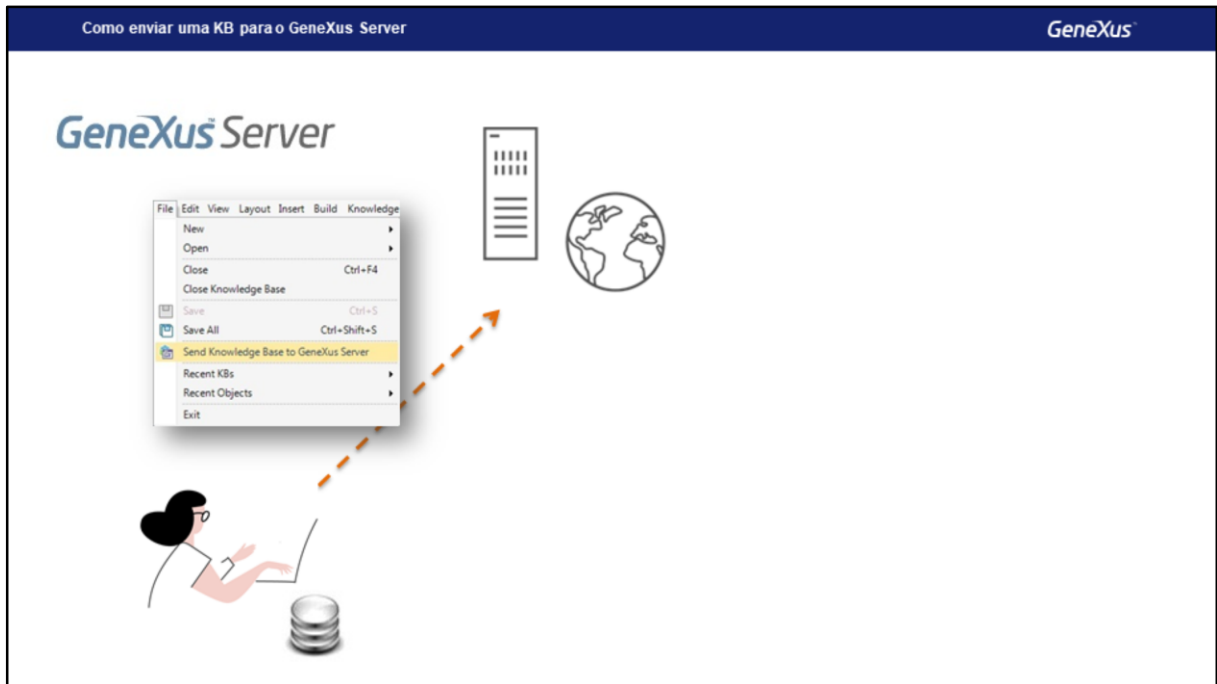 Como enviar uma KB para o GeneXus Server
GeneXus™
GeneXus™ Server
File Edit View Layout Insert Build Knowledge
New
Open
Close Ctrl+F4
Close Knowledge Base
Save Ctrl+S
Save All Ctrl+Shift+S
Send Knowledge Base to GeneXus Server
Recent KBs
Recent Objects
Exit